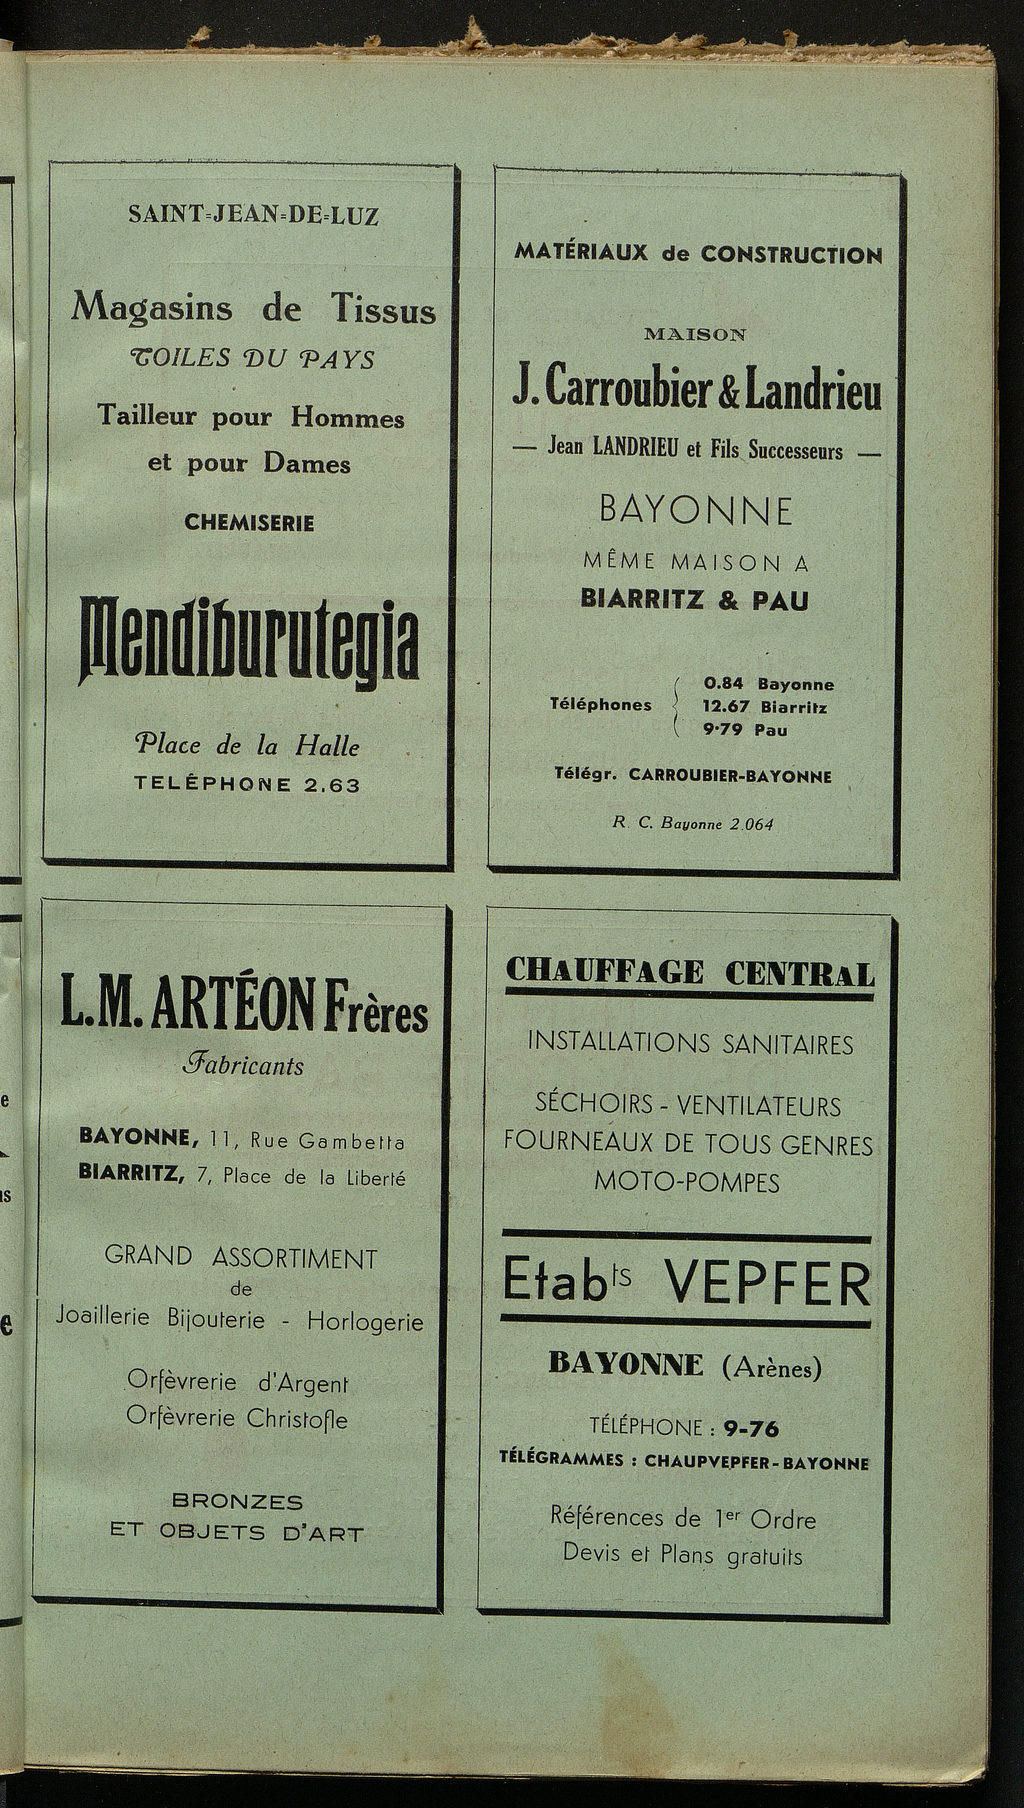 SAINT-JEAN-DE-LUZ
Magasins de Tissus
TOILES DU PAYS
Tailleur pour Hommes
et pour Dames
CHEMISERIE
Mendiburutegia
Place de la Halle
TELÉPHONE 2.63
MATÉRIAUX de CONSTRUCTION
MAISON
J. Carroubier & Landrieu
— Jean LANDRIEU et Fils Successeurs —
BAYONNE
MÊME MAISON A
BIARRITZ & PAU
0.84 Bayonne
Téléphones { 12.67 Biarritz
9-79 Pau
Télégr. CARROUBIER-BAYONNE
R. C. Bayonne 2.064
L.M. ARTÉON Frères
Fabricants
BAYONNE, 11, Rue Gambetta
BIARRITZ, 7, Place de la Liberté
GRAND ASSORTIMENT
de
Joaillerie Bijouterie - Horlogerie
Orfèvrerie d'Argent
Orfèvrerie Christofle
BRONZES
ET OBJETS D'ART
CHAUFFAGE CENTRAL
INSTALLATIONS SANITAIRES
SÉCHOIRS - VENTILATEURS
FOURNEAUX DE TOUS GENRES
MOTO-POMPES
Etabts VEPFER
BAYONNE (Arènes)
TÉLÉPHONE : 9-76
TÉLÉGRAMMES : CHAUPVEPFER-BAYONNE
Références de 1er Ordre
Devis et Plans gratuits